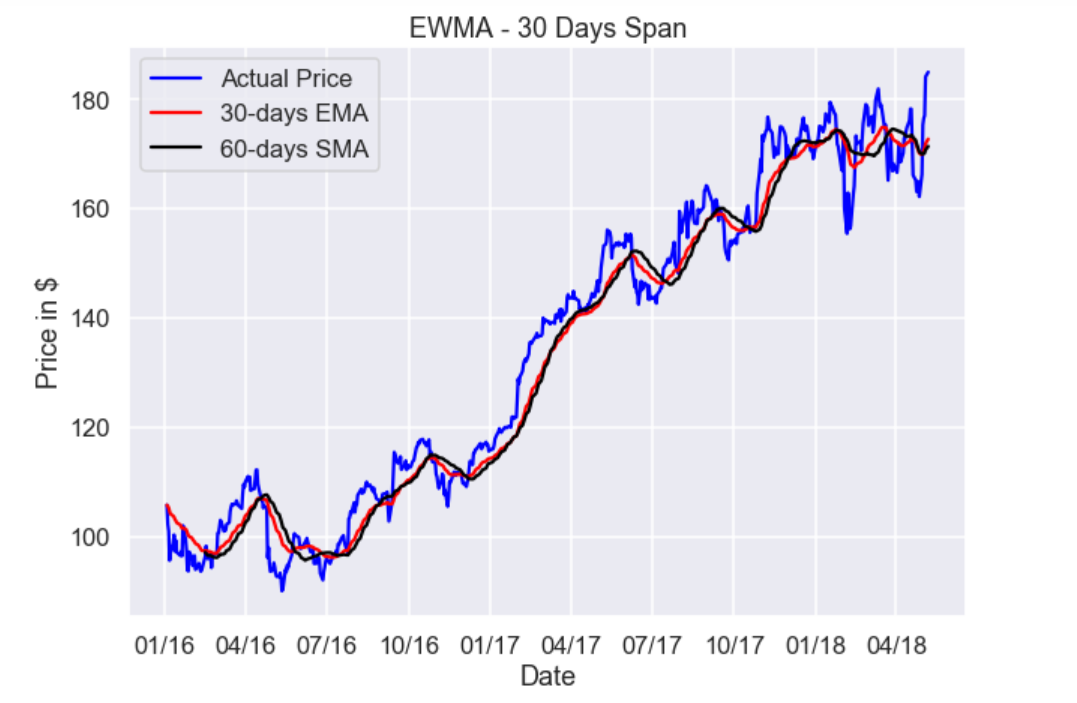 EWMA - 30 Days Span
Actual Price
30-days EMA
60-days SMA
180
160
140
120
100
Price in $
01/16 04/16 07/16 10/16 01/17 04/17 07/17 10/17 01/18 04/18
Date